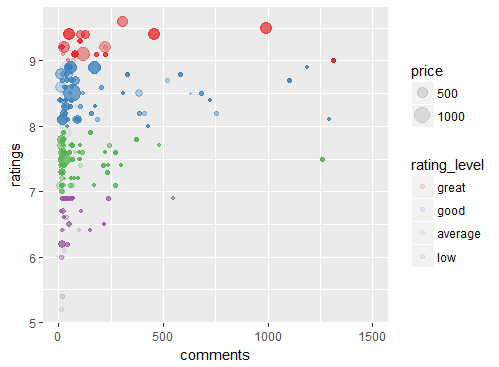 9
8
7
6
5
ratings
0
500
1000
1500
comments
price
500
1000
rating_level
great
good
average
low